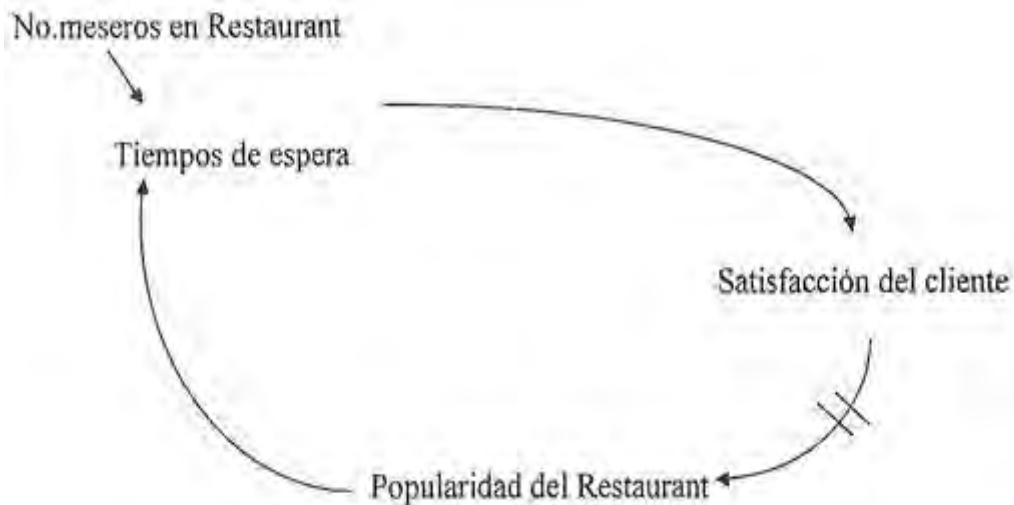 No.meseros en Restaurant
Tiempos de espera
Satisfacción del cliente
Popularidad del Restaurant